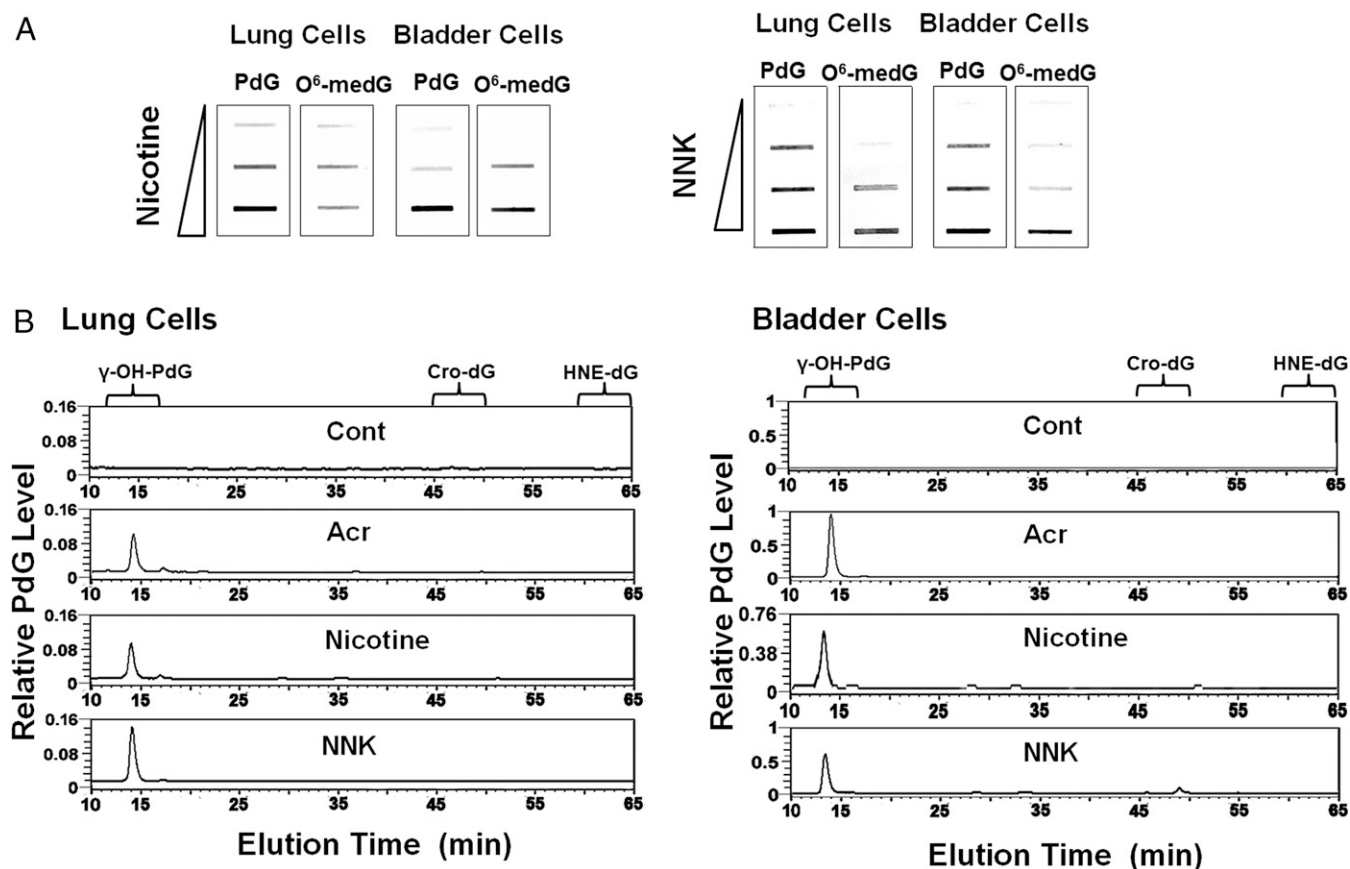 A
Lung Cells Bladder Cells
PdG O⁶-medG PdG O⁶-medG
Nicotine
Lung Cells Bladder Cells
PdG O⁶-medG PdG O⁶-medG
NNK
B Lung Cells
γ-OH-PdG Cro-dG HNE-dG
Relative PdG Level
0.16
0.08
0
Cont
10 15 25 35 45 55 65
0.16
0.08
0
Acr
10 15 25 35 45 55 65
0.16
0.08
0
Nicotine
10 15 25 35 45 55 65
0.16
0.08
0
NNK
10 15 25 35 45 55 65
Elution Time (min)
Bladder Cells
γ-OH-PdG Cro-dG HNE-dG
Relative PdG Level
1
0.5
0
Cont
10 15 25 35 45 55 65
1
0.5
0
Acr
10 15 25 35 45 55 65
0.76
0.38
0
Nicotine
10 15 25 35 45 55 65
1
0.5
0
NNK
10 15 25 35 45 55 65
Elution Time (min)